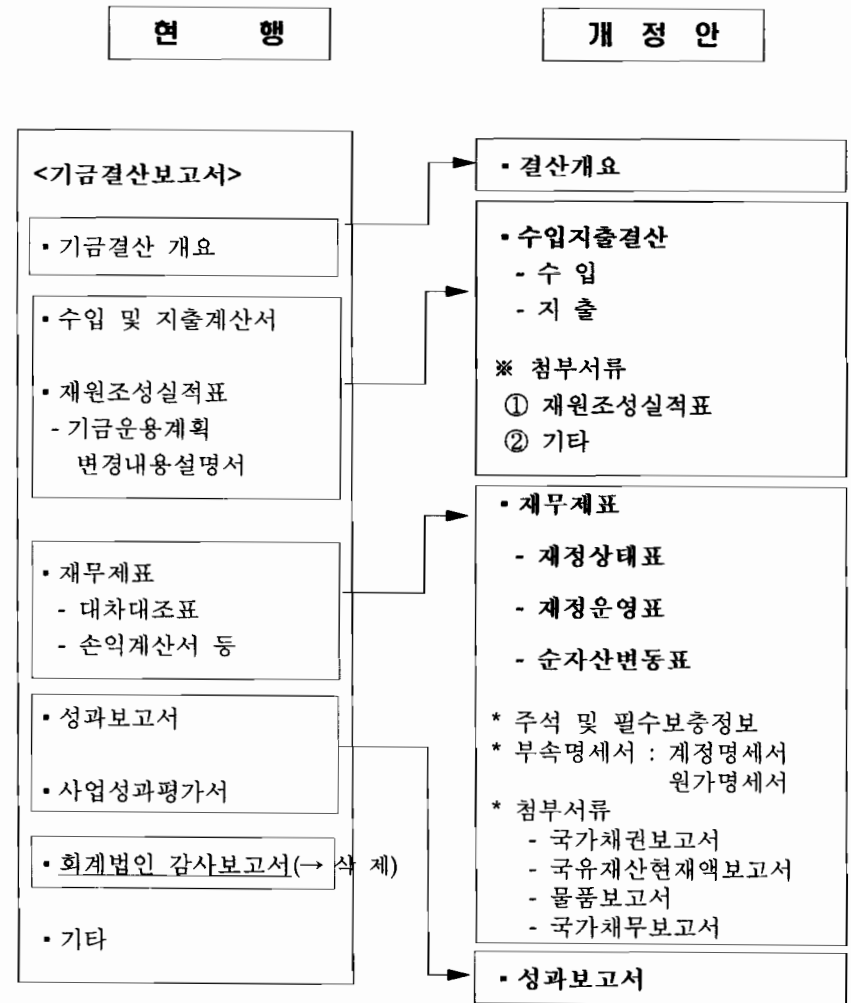 현 행
개 정 안
<기금결산보고서>
▪ 기금결산 개요
▪ 수입 및 지출계산서
▪ 재원조성실적표
- 기금운용계획
변경내용설명서
▪ 재무제표
- 대차대조표
- 손익계산서 등
▪ 성과보고서
▪ 사업성과평가서
▪ 회계법인 감사보고서(→ 삭 제)
▪ 기타
▪ 결산개요
▪ 수입지출결산
- 수 입
- 지 출
※ 첨부서류
① 재원조성실적표
② 기타
▪ 재무제표
- 재정상태표
- 재정운영표
- 순자산변동표
* 주석 및 필수보충정보
* 부속명세서 : 계정명세서
원가명세서
* 첨부서류
- 국가채권보고서
- 국유재산현재액보고서
- 물품보고서
- 국가채무보고서
▪ 성과보고서